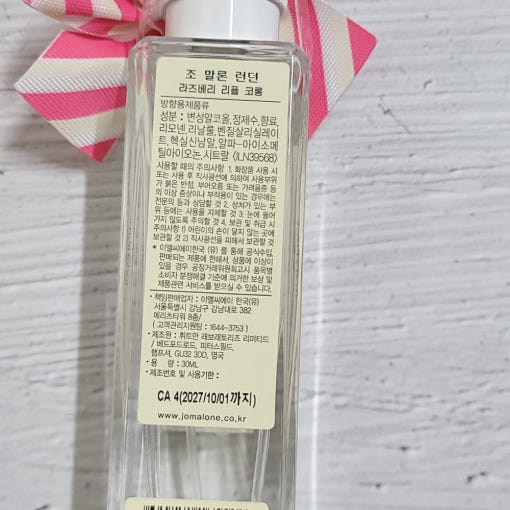 조 말론 런던
라즈베리 리플 코롱
방향용제품류
성분 : 변성알코올,정제수,향료,
리모넨,리날룰,벤질살리실레이
트,헥실신남알,알파-아이소메
틸아이오논,시트랄 <ILN39568>
사용할 때의 주의사항 1. 화장품 사용 시
또는 사용 후 직사광선에 의하여 사용부위
가 붉은 반점, 부어오름 또는 가려움증 등
의 이상 증상이나 부작용이 있는 경우에는
전문의 등과 상담할 것 2. 상처가 있는 부
위 등에는 사용을 자제할 것 3. 눈에 들어
가지 않도록 주의할 것 4. 보관 및 취급 시
주의사항 1) 어린이의 손이 닿지 않는 곳에
보관할 것 2) 직사광선을 피해서 보관할 것
* 이엘씨에이한국 (유) 를 통해 공식수입,
판매되는 제품에 한해서, 상품에 이상이
있을 경우 공정거래위원회고시 품목별
소비자 분쟁해결 기준에 의거한 보상 및
제품관련 서비스를 받으실 수 있습니다.
• 책임판매업자 : 이엘씨에이 한국(유)
서울특별시 강남구 강남대로 382
메리츠타워 8층/
( 고객관리지원팀 : 1644-3753 )
• 제조원 : 휘트만 래보래토리즈 리미티드
/ 베드포드로드, 피터스필드,
햄프셔, GU32 3DD, 영국
• 용 량 : 30ML
• 제조번호 및 사용기한 :
CA 4(2027/10/01까지)
www.jomalone.co.kr